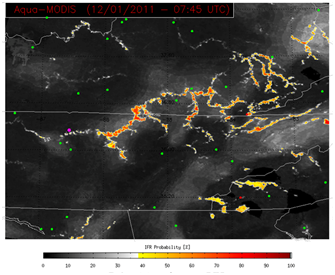 Aqua-MODIS (12/01/2011 - 07:45 UTC)
IFR Probability [%]
0 10 20 30 40 50 60 70 80 90 100